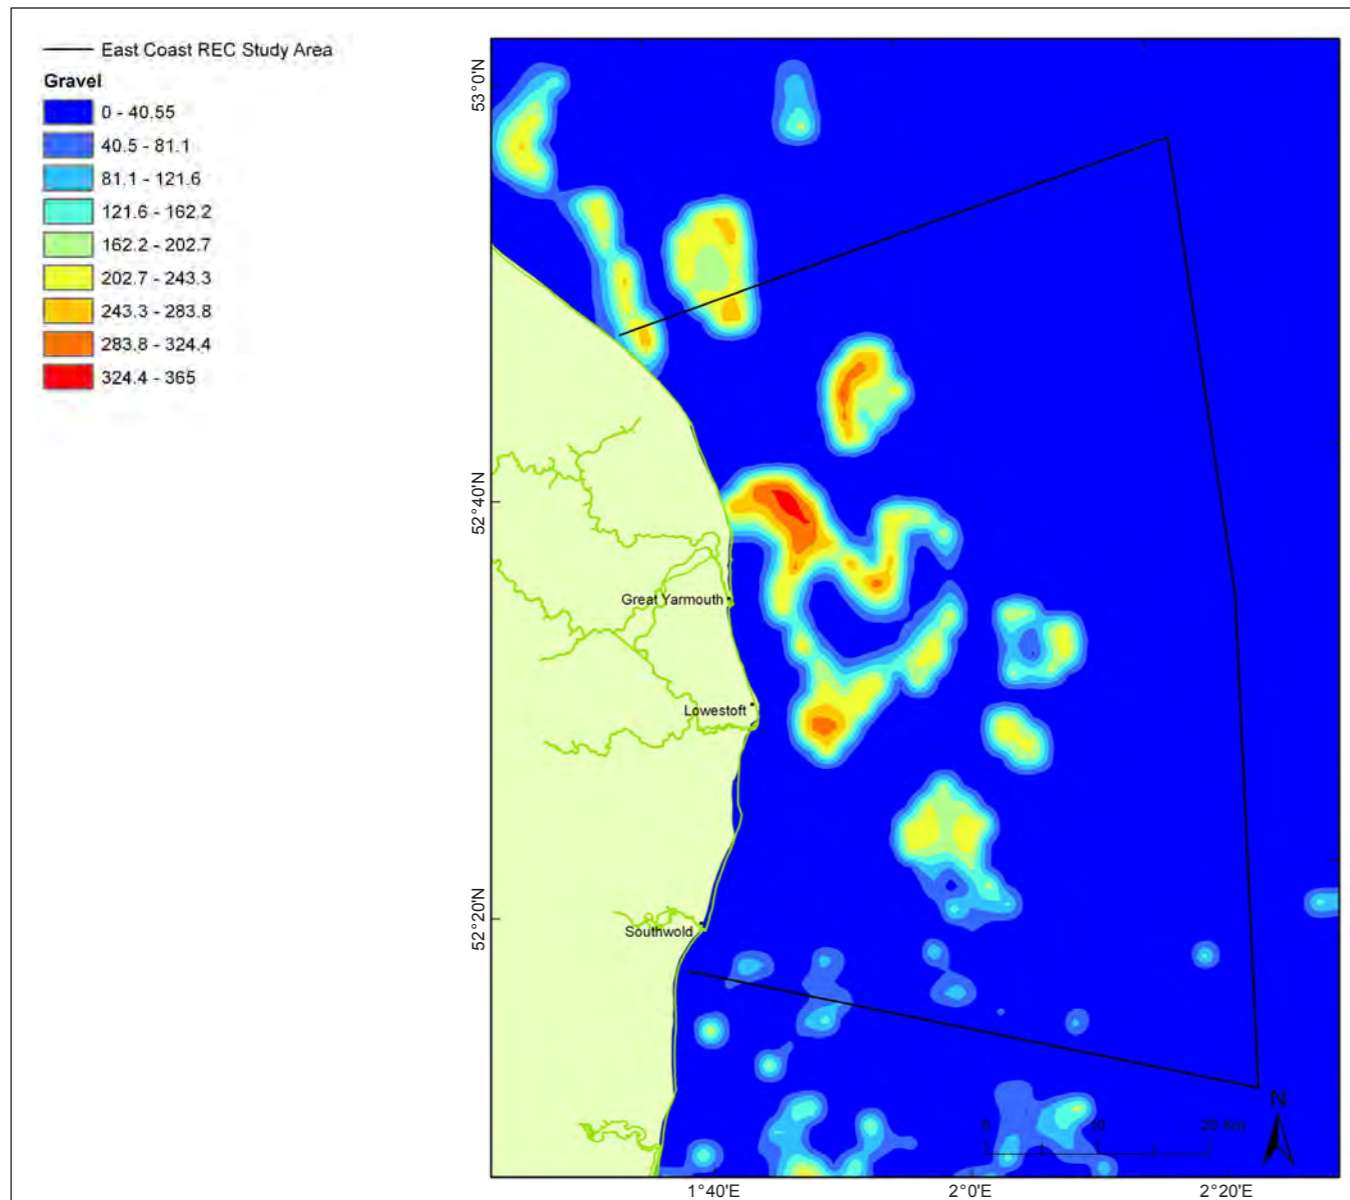 East Coast REC Study Area
Gravel
0 - 40.55
40.5 - 81.1
81.1 - 121.6
121.6 - 162.2
162.2 - 202.7
202.7 - 243.3
243.3 - 283.8
283.8 - 324.4
324.4 - 365
53°0'N
52°40'N
Great Yarmouth
Lowestoft
52°20'N
Southwold
N
0 10 20 Km
1°40'E 2°0'E 2°20'E